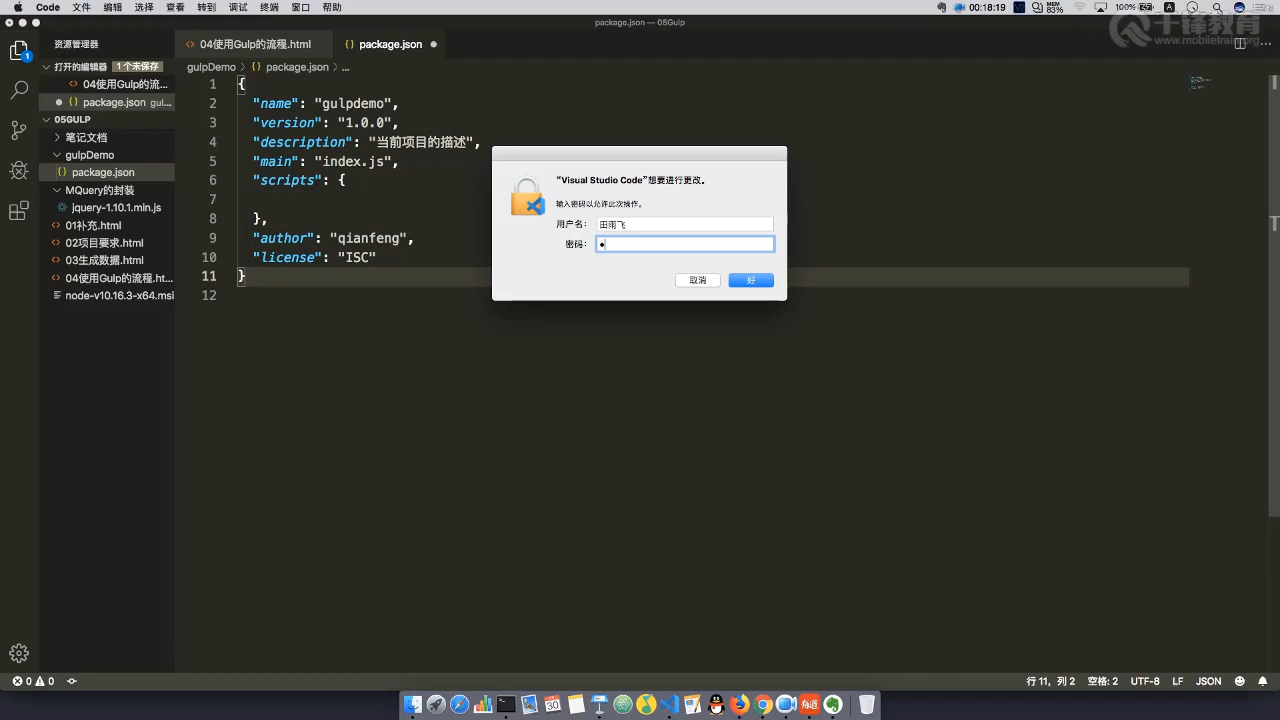 Code 文件 编辑 选择 查看 转到 调试 终端 窗口 帮助
00:18:19 MEM 83% 100% A
package.json — 05Gulp
千锋教育
www.mobiletrain.org
资源管理器
04使用Gulp的流程.html
package.json
打开的编辑器 1 个未保存
gulpDemo > {} package.json > ...
04使用Gulp的流...
{} package.json gul...
05GULP
笔记文档
gulpDemo
{} package.json
MQuery的封装
jquery-1.10.1.min.js
01补充.html
02项目要求.html
03生成数据.html
04使用Gulp的流程.ht...
node-v10.16.3-x64.msi
1 {
2 "name": "gulpdemo",
3 "version": "1.0.0",
4 "description": "当前项目的描述",
5 "main": "index.js",
6 "scripts": {
7
8 },
9 "author": "qianfeng",
10 "license": "ISC"
11 }
12
“Visual Studio Code”想要进行更改。
输入密码以允许此次操作。
用户名: 田雨飞
密码: ●
取消
好
0 0
行 11，列 2 空格: 2 UTF-8 LF JSON
30